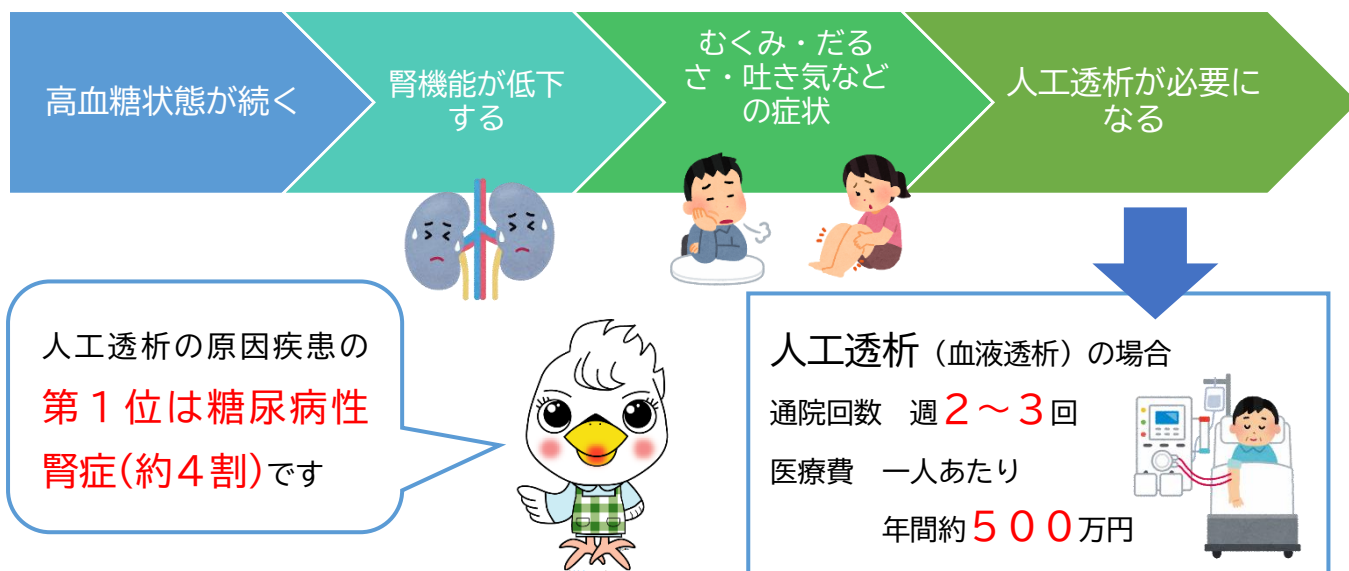 高血糖状態が続く
腎機能が低下
する
むくみ・だる
さ・吐き気など
の症状
人工透析が必要に
なる
人工透析の原因疾患の
第１位は糖尿病性
腎症(約４割)です
人工透析（血液透析）の場合
通院回数　週２～３回
医療費　一人あたり
年間約５００万円